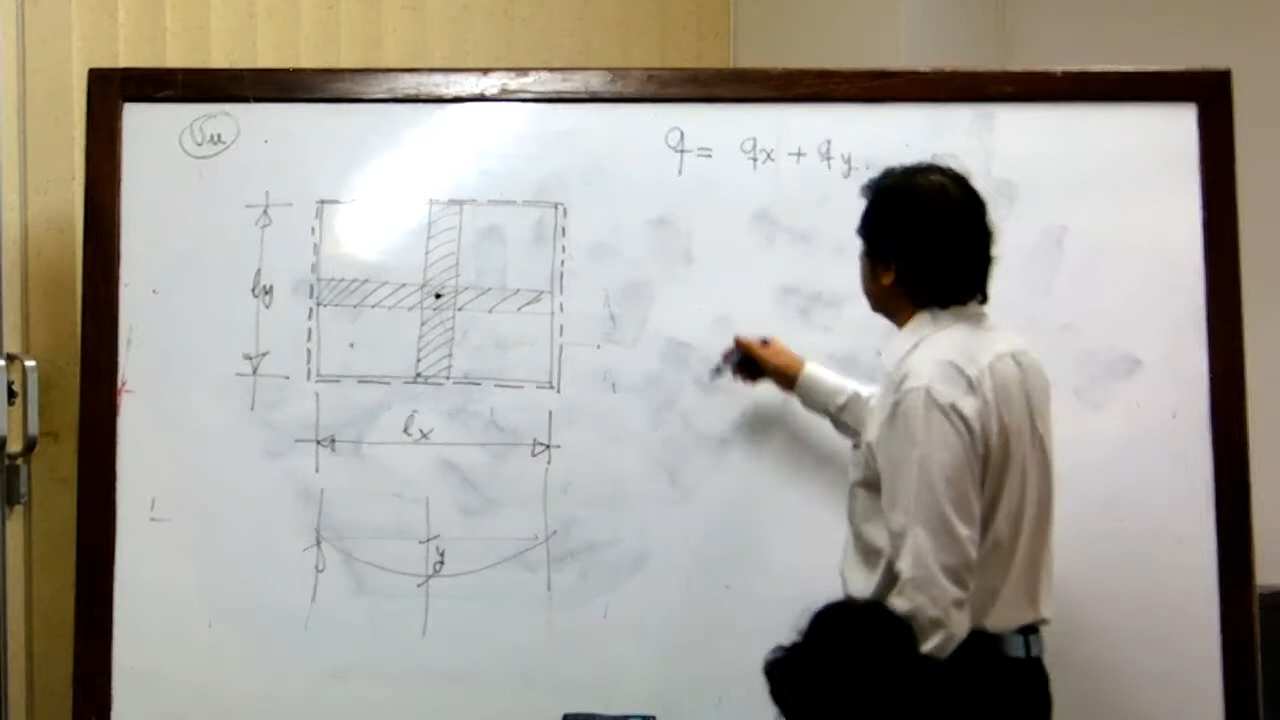 q = qx + qy
ly
lx
y